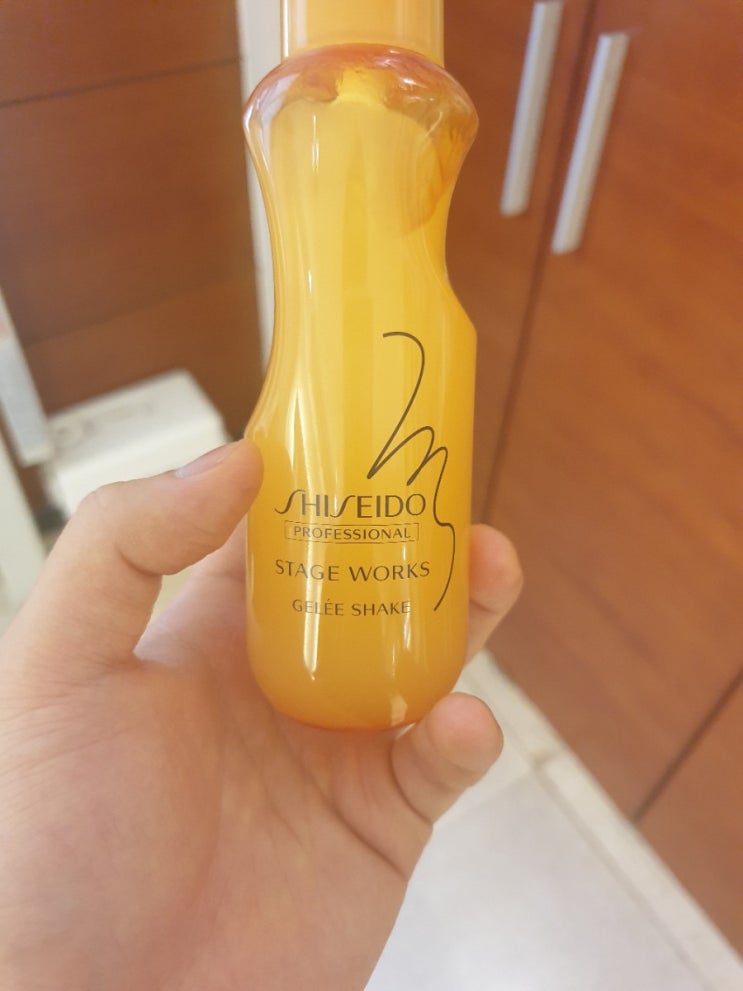 SHISEIDO
PROFESSIONAL
STAGE WORKS
GELÉE SHAKE